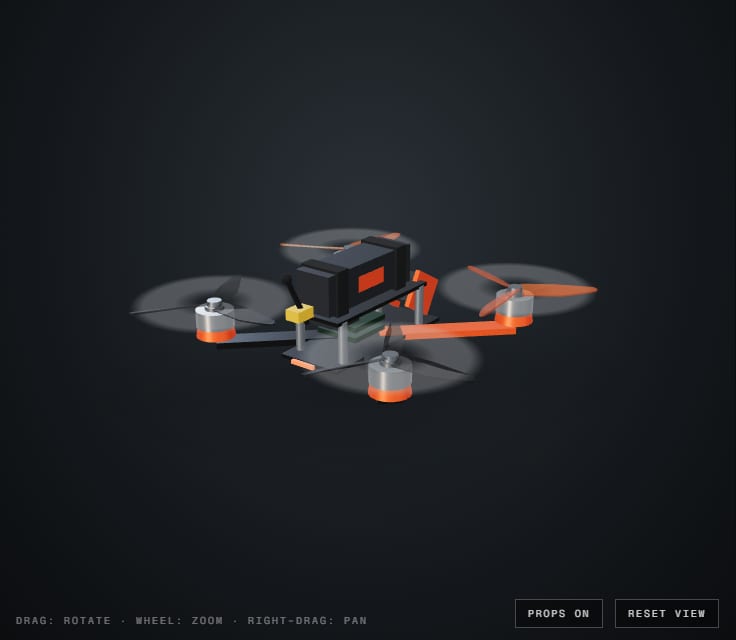 DRAG: ROTATE · WHEEL: ZOOM · RIGHT-DRAG: PAN
PROPS ON
RESET VIEW